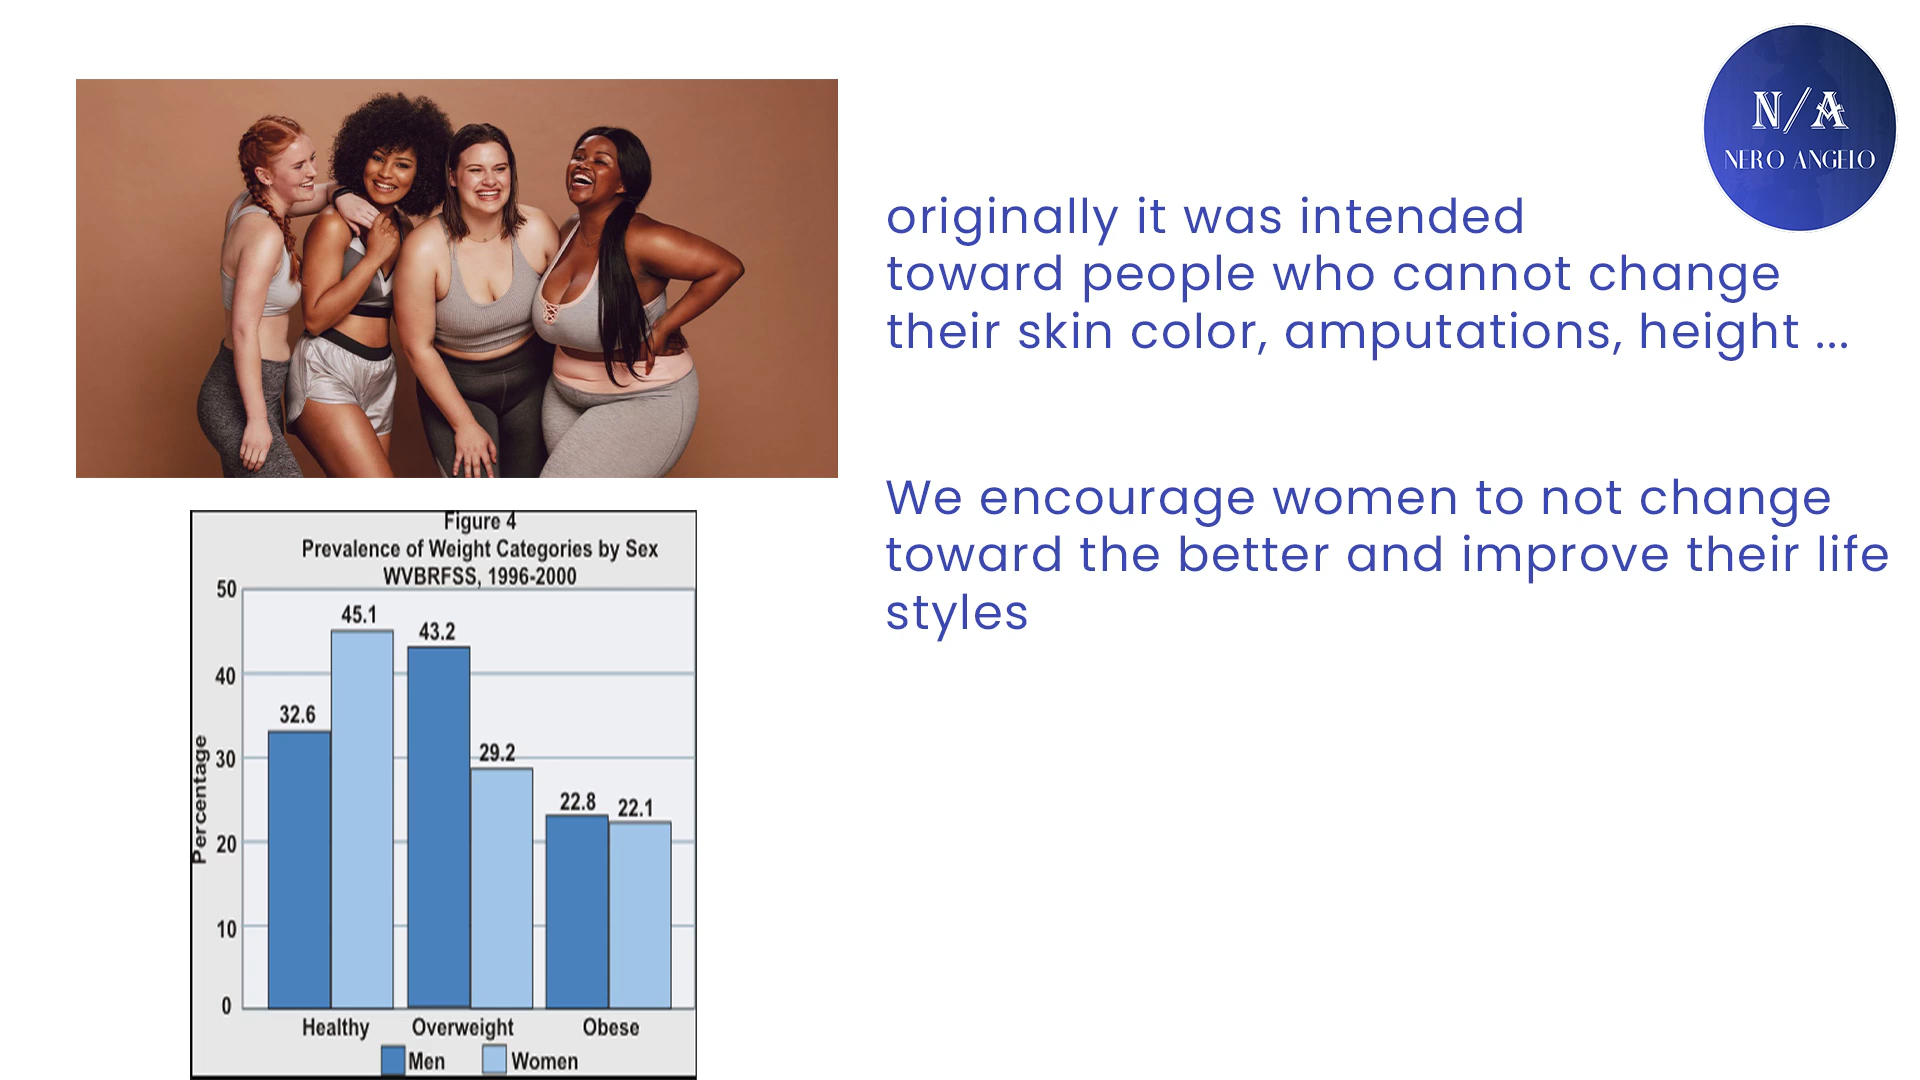 N/A
NERO ANGELO
originally it was intended
toward people who cannot change
their skin color, amputations, height ...
We encourage women to not change
toward the better and improve their life
styles
Figure 4
Prevalence of Weight Categories by Sex
WVBRFSS, 1996-2000
Percentage
50
40
30
20
10
0
32.6
45.1
43.2
29.2
22.8
22.1
Healthy Overweight Obese
Men Women